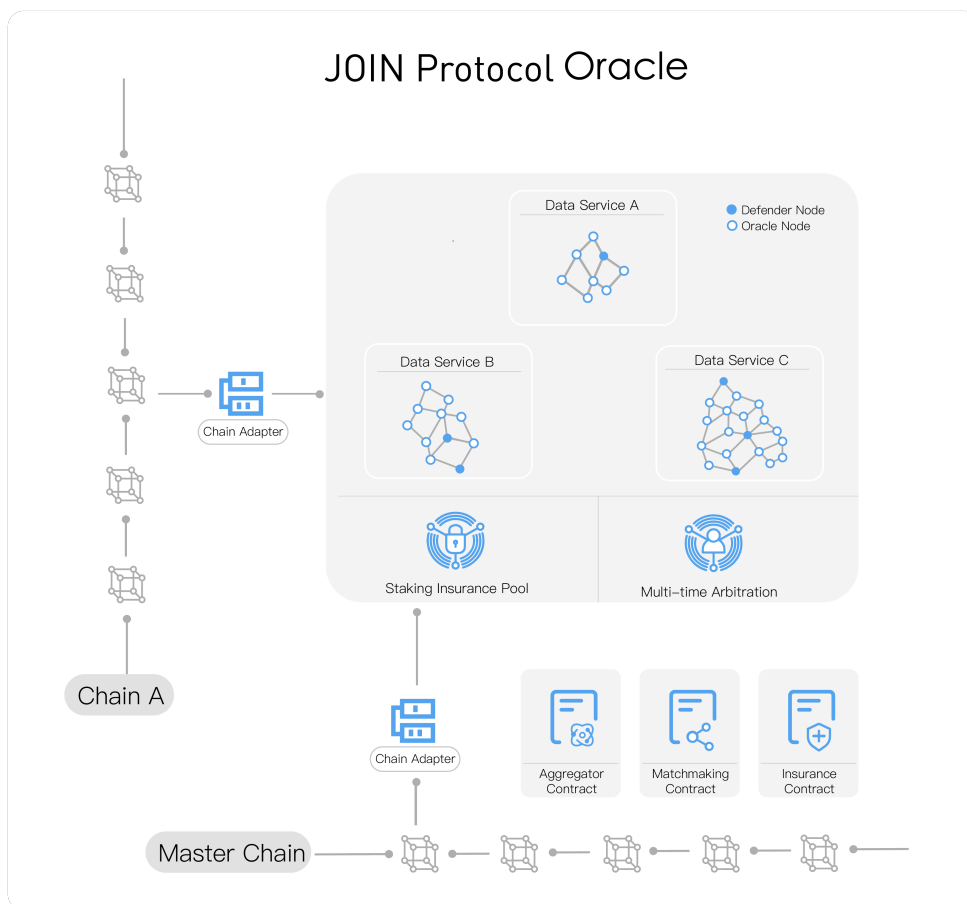 JOIN Protocol Oracle
Data Service A
Defender Node
Oracle Node
Data Service B
Data Service C
Chain Adapter
Staking Insurance Pool
Multi-time Arbitration
Chain A
Chain Adapter
Aggregator
Contract
Matchmaking
Contract
Insurance
Contract
Master Chain